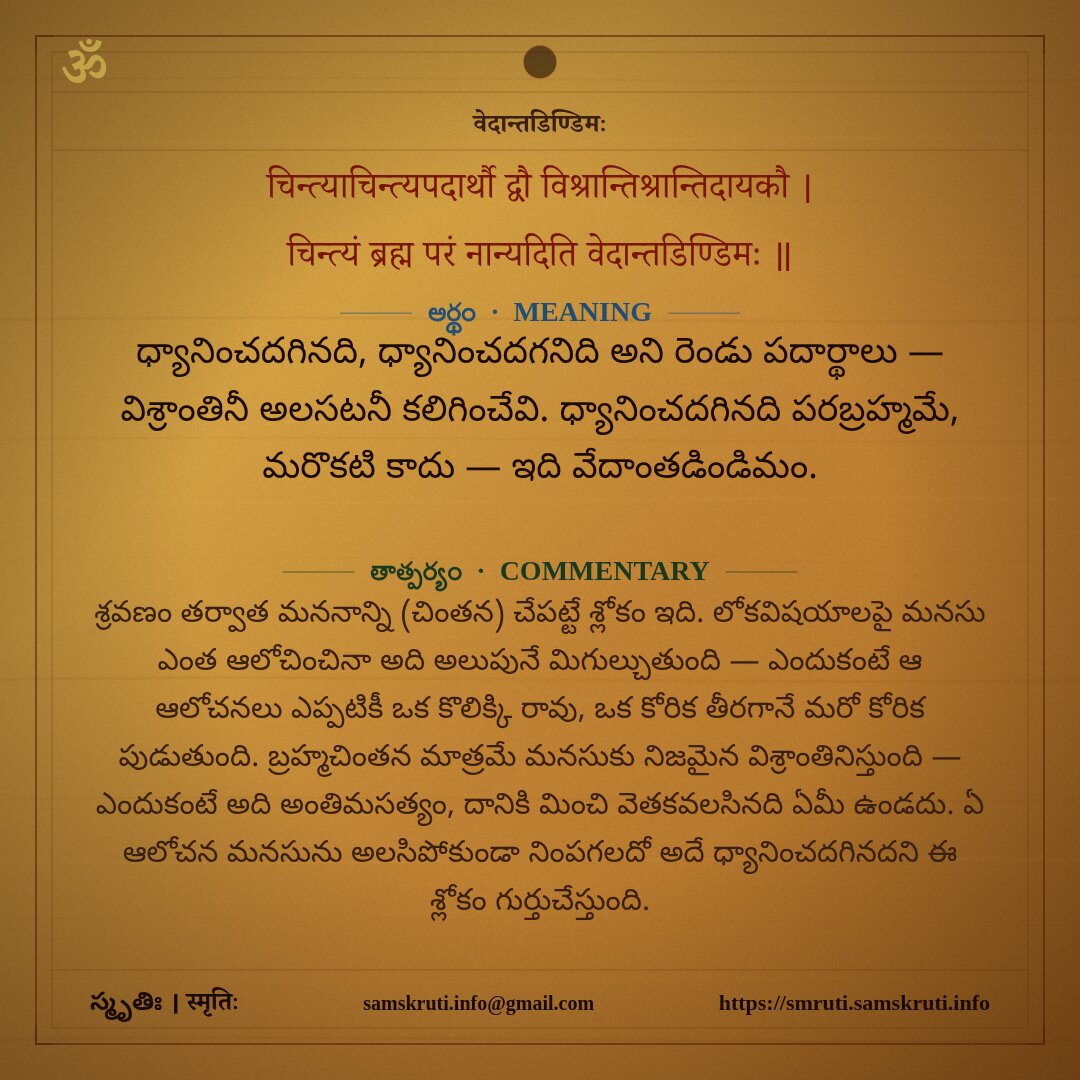 ॐ
वेदान्तडिण्डिमः
चिन्त्याचिन्त्यपदार्थौ द्वौ विश्रान्तिश्रान्तिदायकौ |
चिन्त्यं ब्रह्म परं नान्यदिति वेदान्तडिण्डिमः ॥
అర్థం · MEANING
ధ్యానించదగినది, ధ్యానించదగనిది అని రెండు పదార్థాలు —
విశ్రాంతినీ అలసటనీ కలిగించేవి. ధ్యానించదగినది పరబ్రహ్మమే,
మరొకటి కాదు — ఇది వేదాంతడిండిమం.
తాత్పర్యం · COMMENTARY
శ్రవణం తర్వాత మననాన్ని (చింతన) చేపట్టే శ్లోకం ఇది. లోకవిషయాలపై మనసు
ఎంత ఆలోచించినా అది అలుపునే మిగుల్చుతుంది — ఎందుకంటే ఆ
ఆలోచనలు ఎప్పటికీ ఒక కొలిక్కి రావు, ఒక కోరిక తీరగానే మరో కోరిక
పుడుతుంది. బ్రహ్మచింతన మాత్రమే మనసుకు నిజమైన విశ్రాంతినిస్తుంది —
ఎందుకంటే అది అంతిమసత్యం, దానికి మించి వెతకవలసినది ఏమీ ఉండదు. ఏ
ఆలోచన మనసును అలసిపోకుండా నింపగలదో అదే ధ్యానించదగినదని ఈ
శ్లోకం గుర్తుచేస్తుంది.
స్మృతిః | स्मृतिः samskruti.info@gmail.com https://smruti.samskruti.info